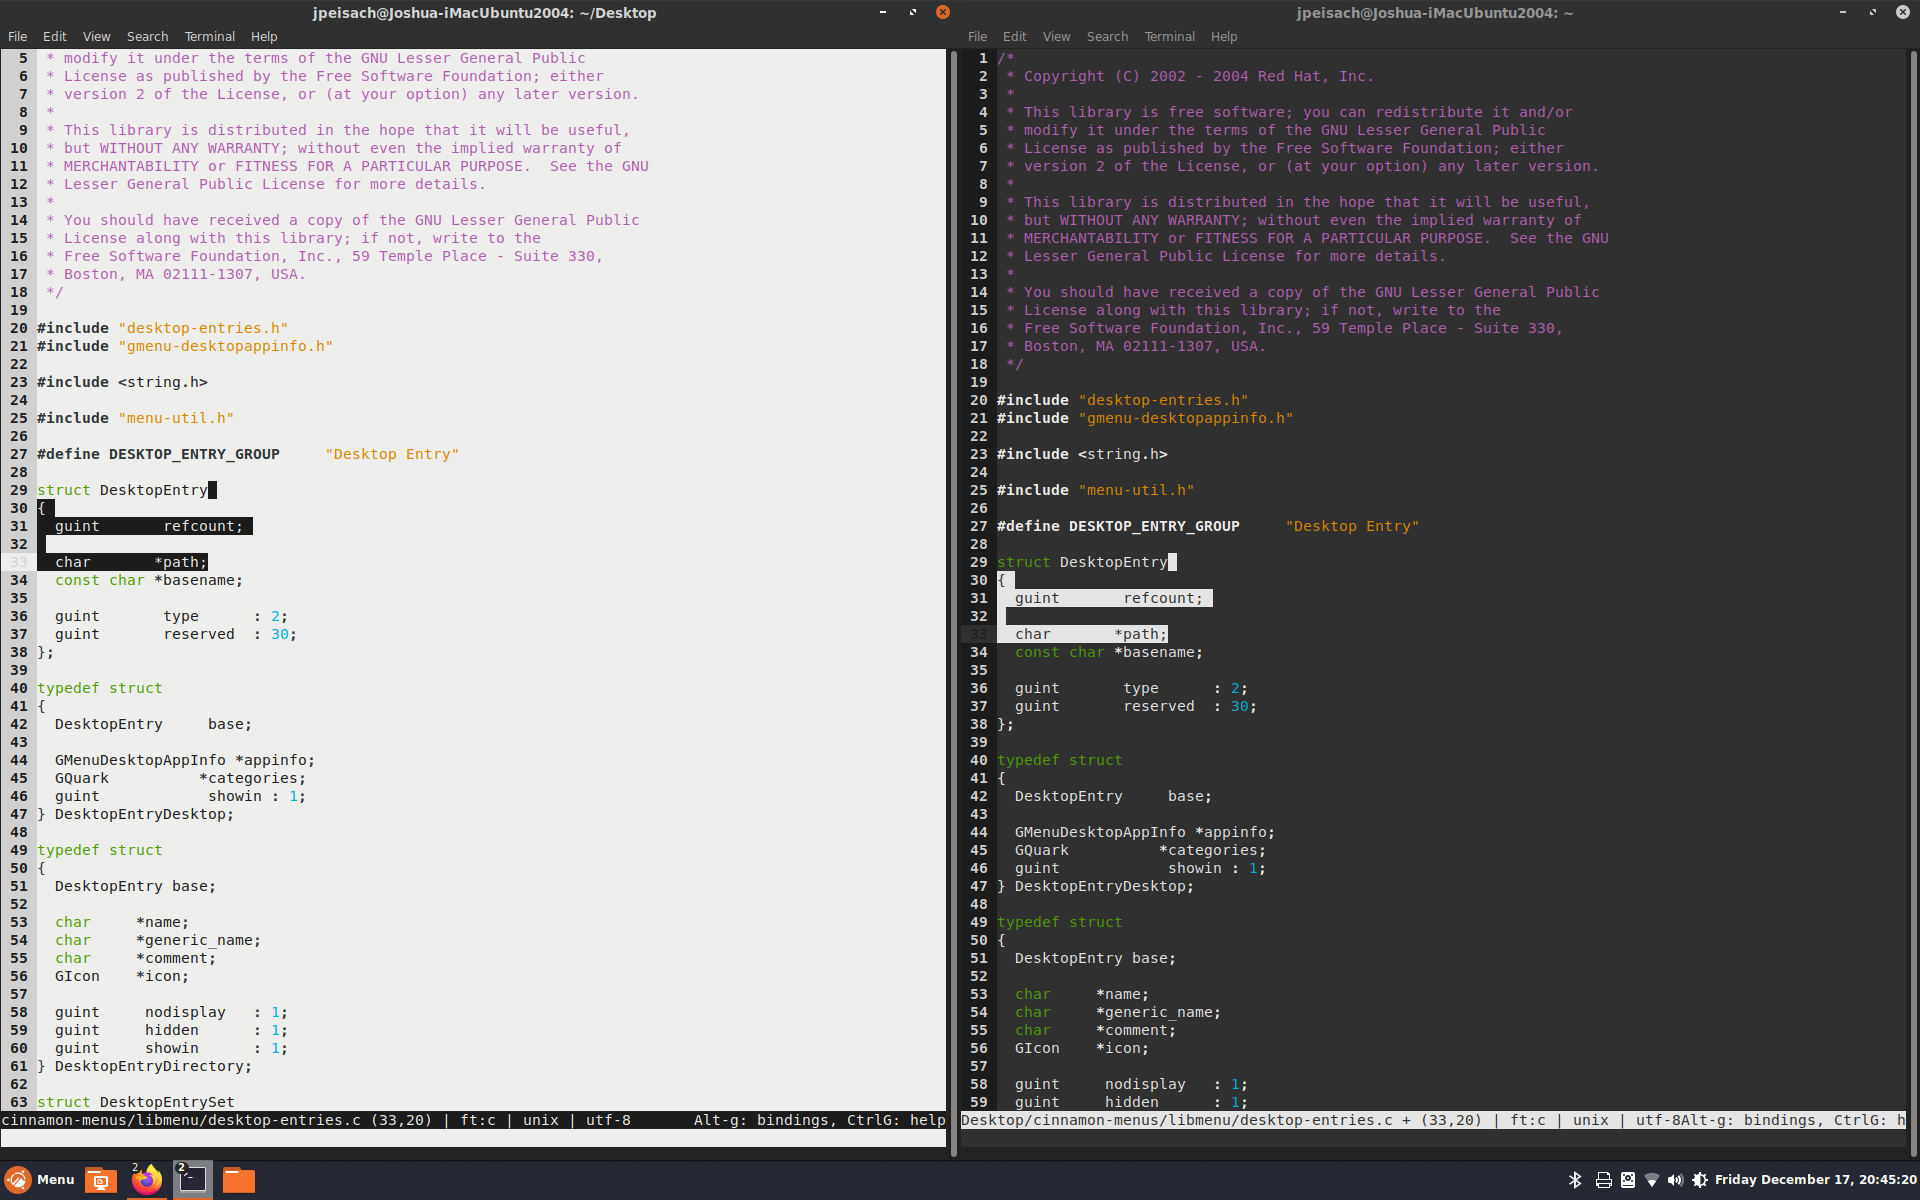 jpeisach@Joshua-iMacUbuntu2004: ~/Desktop
File Edit View Search Terminal Help
5  * modify it under the terms of the GNU Lesser General Public
6  * License as published by the Free Software Foundation; either
7  * version 2 of the License, or (at your option) any later version.
8  *
9  * This library is distributed in the hope that it will be useful,
10  * but WITHOUT ANY WARRANTY; without even the implied warranty of
11  * MERCHANTABILITY or FITNESS FOR A PARTICULAR PURPOSE.  See the GNU
12  * Lesser General Public License for more details.
13  *
14  * You should have received a copy of the GNU Lesser General Public
15  * License along with this library; if not, write to the
16  * Free Software Foundation, Inc., 59 Temple Place - Suite 330,
17  * Boston, MA 02111-1307, USA.
18  */
19
20 #include "desktop-entries.h"
21 #include "gmenu-desktopappinfo.h"
22
23 #include <string.h>
24
25 #include "menu-util.h"
26
27 #define DESKTOP_ENTRY_GROUP     "Desktop Entry"
28
29 struct DesktopEntry
30 {
31   guint       refcount;
32
33   char       *path;
34   const char *basename;
35
36   guint       type      : 2;
37   guint       reserved  : 30;
38 };
39
40 typedef struct
41 {
42   DesktopEntry     base;
43
44   GMenuDesktopAppInfo *appinfo;
45   GQuark          *categories;
46   guint            showin : 1;
47 } DesktopEntryDesktop;
48
49 typedef struct
50 {
51   DesktopEntry base;
52
53   char     *name;
54   char     *generic_name;
55   char     *comment;
56   GIcon    *icon;
57
58   guint     nodisplay   : 1;
59   guint     hidden      : 1;
60   guint     showin      : 1;
61 } DesktopEntryDirectory;
62
63 struct DesktopEntrySet
cinnamon-menus/libmenu/desktop-entries.c (33,20) | ft:c | unix | utf-8       Alt-g: bindings, CtrlG: help
jpeisach@Joshua-iMacUbuntu2004: ~
File Edit View Search Terminal Help
1 /*
2  * Copyright (C) 2002 - 2004 Red Hat, Inc.
3  *
4  * This library is free software; you can redistribute it and/or
5  * modify it under the terms of the GNU Lesser General Public
6  * License as published by the Free Software Foundation; either
7  * version 2 of the License, or (at your option) any later version.
8  *
9  * This library is distributed in the hope that it will be useful,
10  * but WITHOUT ANY WARRANTY; without even the implied warranty of
11  * MERCHANTABILITY or FITNESS FOR A PARTICULAR PURPOSE.  See the GNU
12  * Lesser General Public License for more details.
13  *
14  * You should have received a copy of the GNU Lesser General Public
15  * License along with this library; if not, write to the
16  * Free Software Foundation, Inc., 59 Temple Place - Suite 330,
17  * Boston, MA 02111-1307, USA.
18  */
19
20 #include "desktop-entries.h"
21 #include "gmenu-desktopappinfo.h"
22
23 #include <string.h>
24
25 #include "menu-util.h"
26
27 #define DESKTOP_ENTRY_GROUP     "Desktop Entry"
28
29 struct DesktopEntry
30 {
31   guint       refcount;
32
33   char       *path;
34   const char *basename;
35
36   guint       type      : 2;
37   guint       reserved  : 30;
38 };
39
40 typedef struct
41 {
42   DesktopEntry     base;
43
44   GMenuDesktopAppInfo *appinfo;
45   GQuark          *categories;
46   guint            showin : 1;
47 } DesktopEntryDesktop;
48
49 typedef struct
50 {
51   DesktopEntry base;
52
53   char     *name;
54   char     *generic_name;
55   char     *comment;
56   GIcon    *icon;
57
58   guint     nodisplay   : 1;
59   guint     hidden      : 1;
Desktop/cinnamon-menus/libmenu/desktop-entries.c + (33,20) | ft:c | unix | utf-8Alt-g: bindings, CtrlG: h
Menu 2 2 Friday December 17, 20:45:20